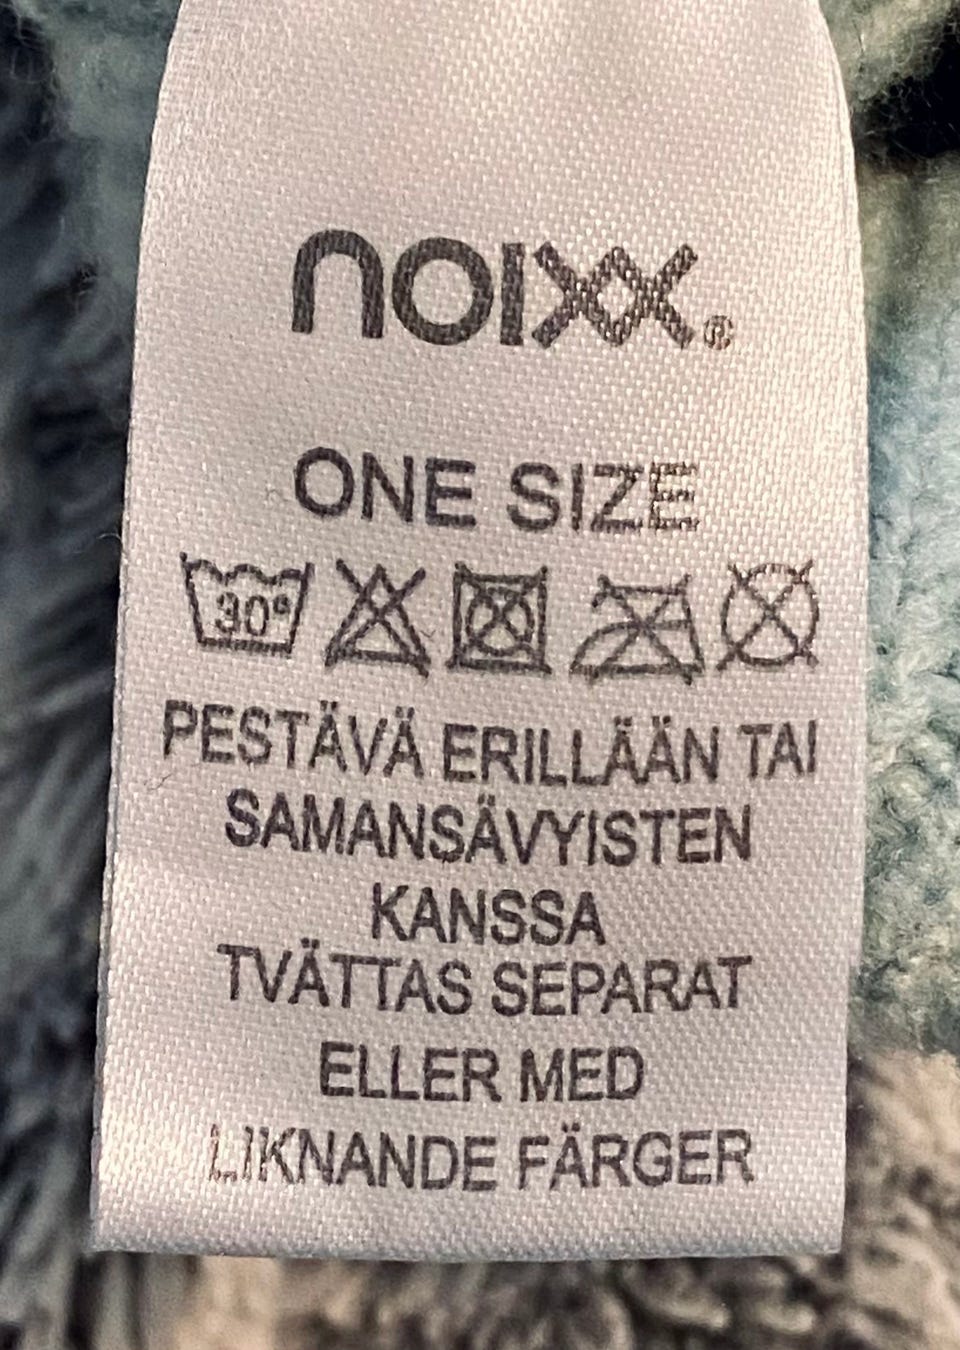 noixx®
ONE SIZE
30°
PESTÄVÄ ERILLÄÄN TAI
SAMANSÄVYISTEN
KANSSA
TVÄTTAS SEPARAT
ELLER MED
LIKNANDE FÄRGER